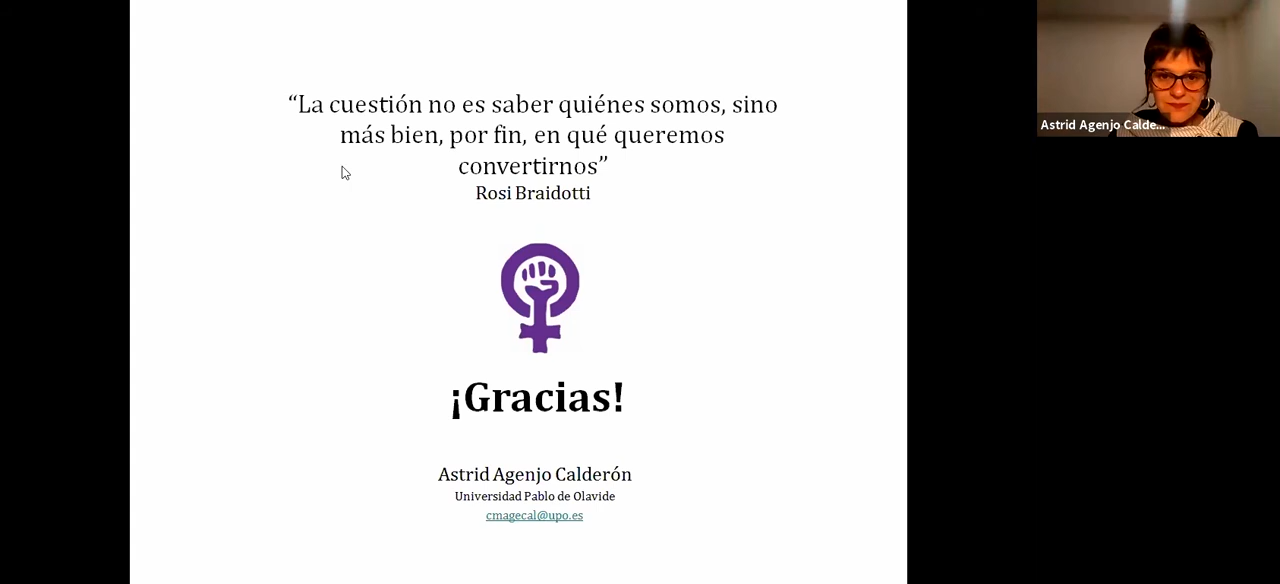 “La cuestión no es saber quiénes somos, sino
más bien, por fin, en qué queremos
convertirnos”
Rosi Braidotti
¡Gracias!
Astrid Agenjo Calderón
Universidad Pablo de Olavide
cmagecal@upo.es
Astrid Agenjo Calde...